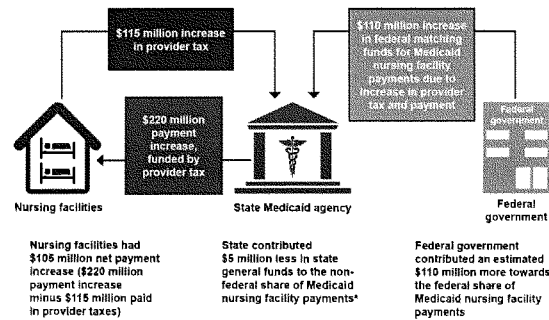 $115 million increase
in provider tax
$110 million increase
in federal matching
funds for Medicaid
nursing facility
payments due to
increase in provider
tax and payment
$220 million
payment
increase,
funded by
provider tax
Federal
government
Nursing facilities
State Medicaid agency
Federal
government
Nursing facilities had
$105 million net payment
increase ($220 million
payment increase
minus $115 million paid
in provider taxes)
State contributed
$5 million less in state
general funds to the non-
federal share of Medicaid
nursing facility payments*
Federal government
contributed an estimated
$110 million more towards
the federal share of
Medicaid nursing facility
payments